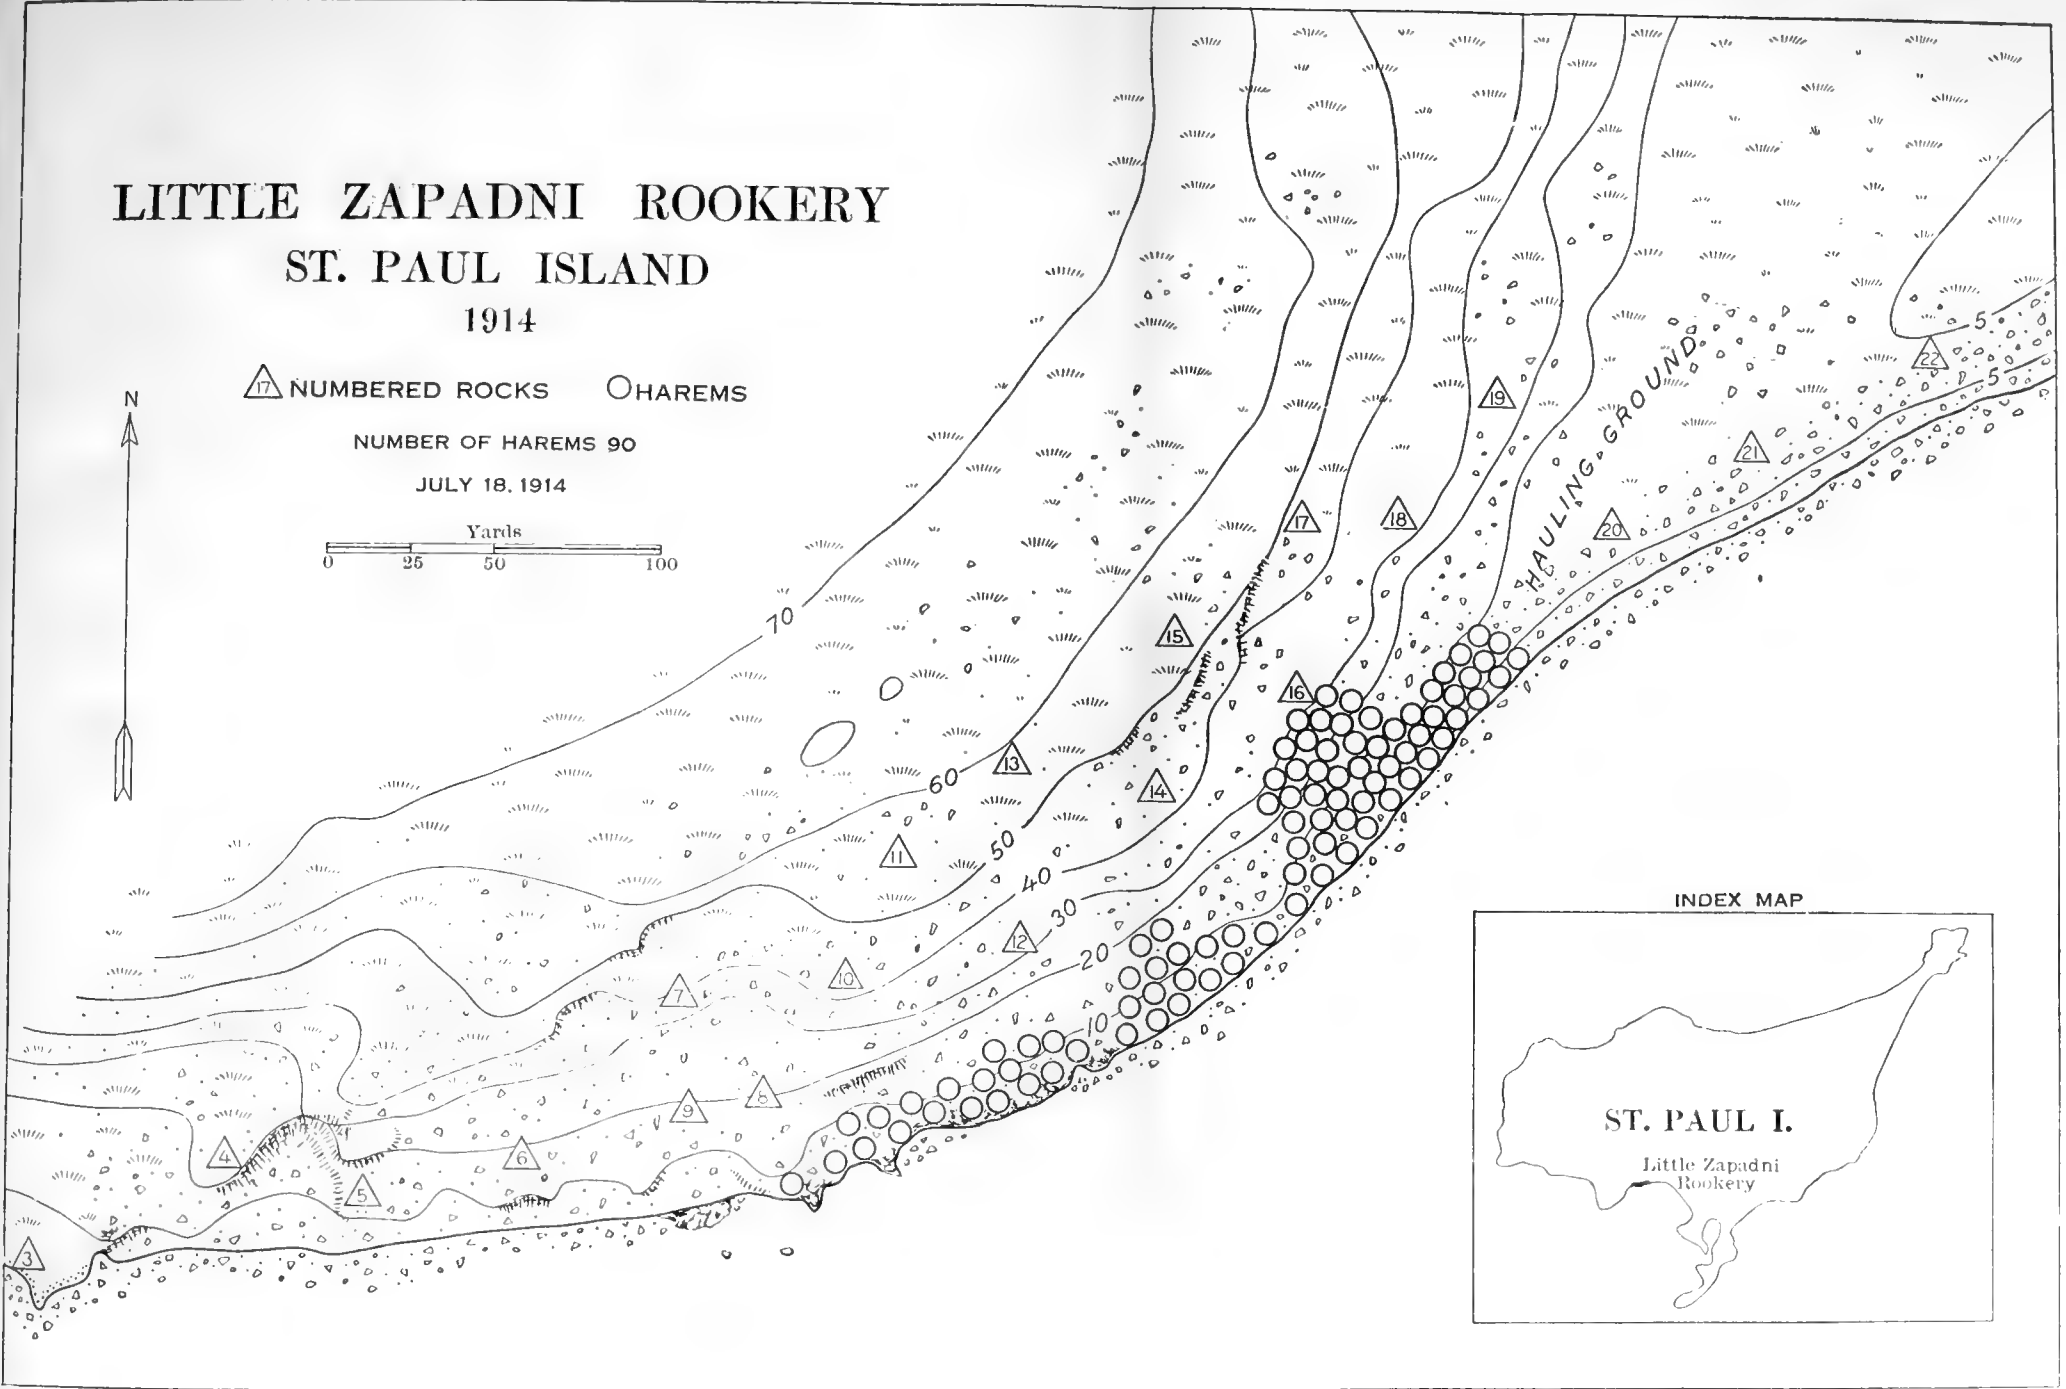 LITTLE ZAPADNI ROOKERY
ST. PAUL ISLAND
1914
17 NUMBERED ROCKS HAREMS
NUMBER OF HAREMS 90
JULY 18, 1914
Yards
0 25 50 100
N
70
60
50
40
30
20
10
5
5
HAULING GROUND
3
4
5
6
7
8
9
10
11
12
13
14
15
16
17
18
19
20
21
22
INDEX MAP
ST. PAUL I.
Little Zapadni
Rookery